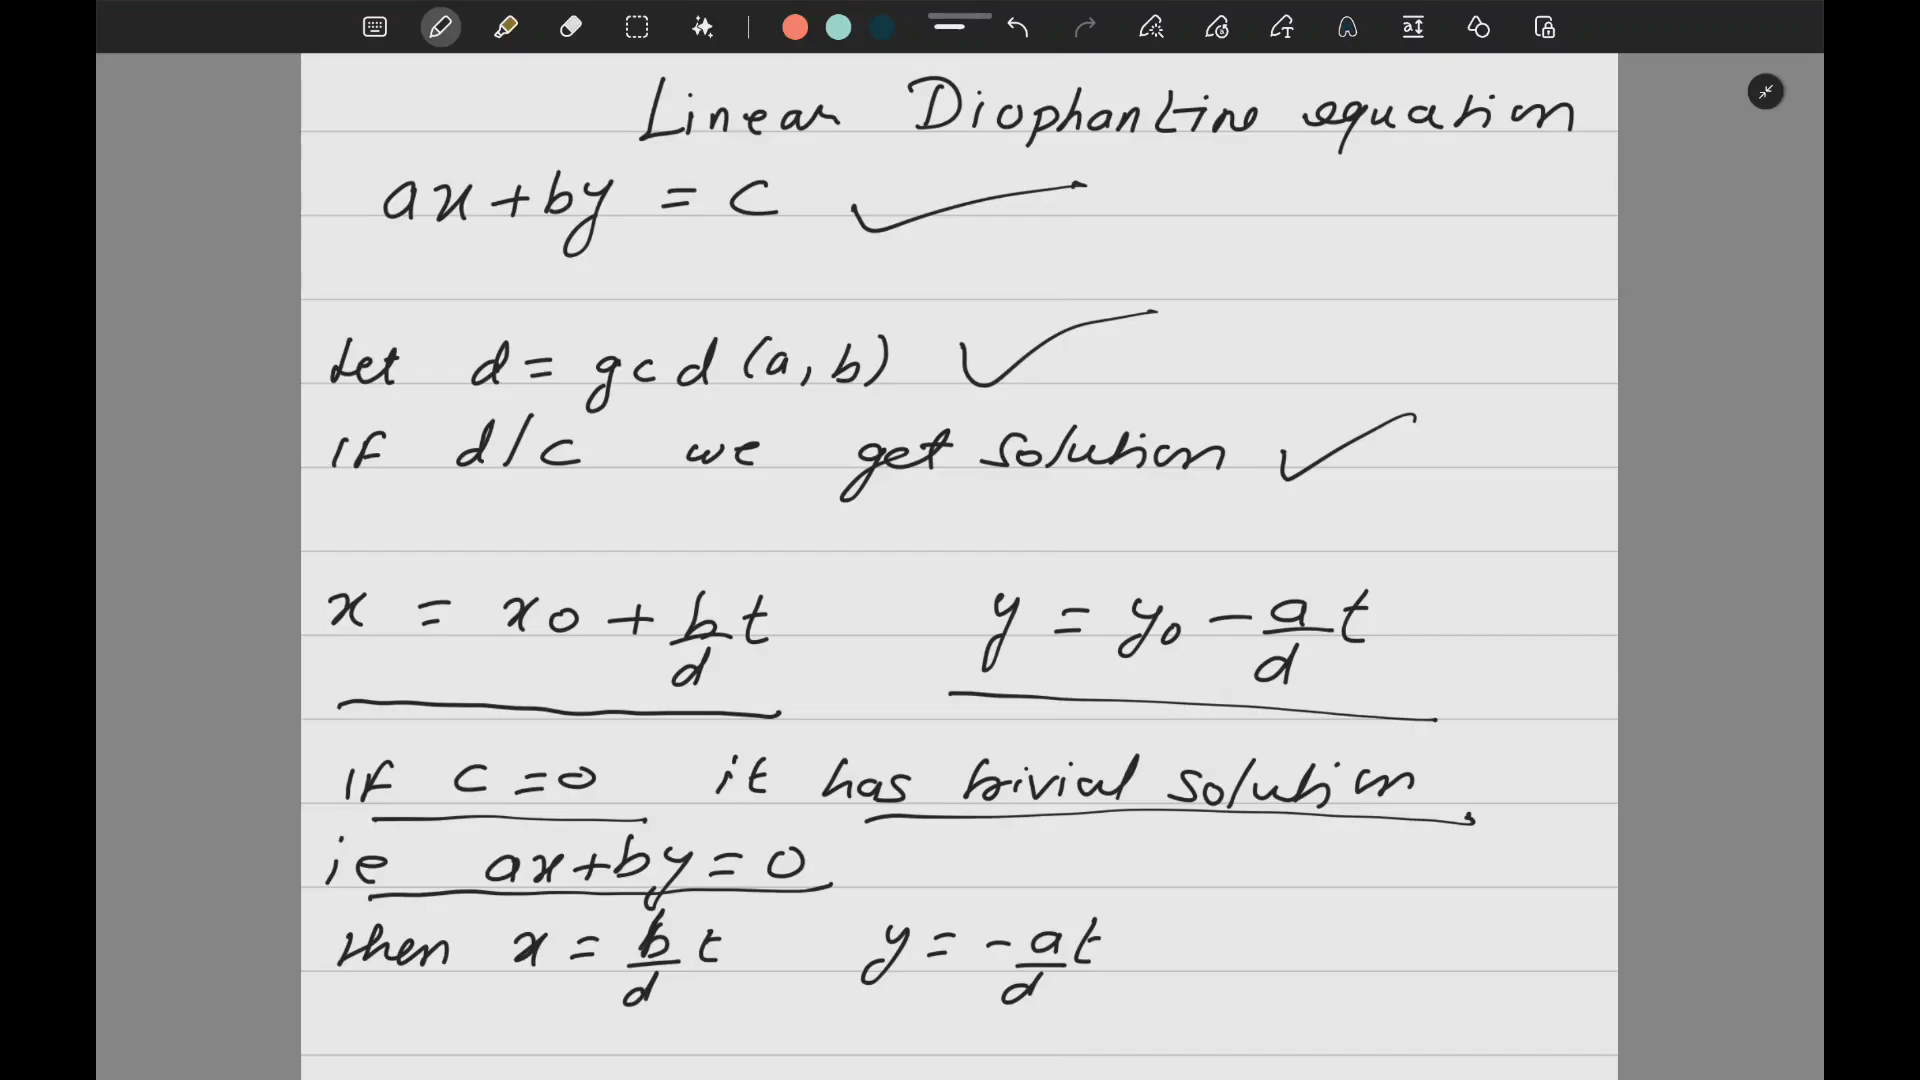 Linear Diophantine equation
ax+by = c
Let d = gcd (a, b)
if d/c we get solution
x = x0 + b/d t y = y0 - a/d t
if c = 0 it has trivial solution
ie ax+by = 0
then x = b/d t y = - a/d t